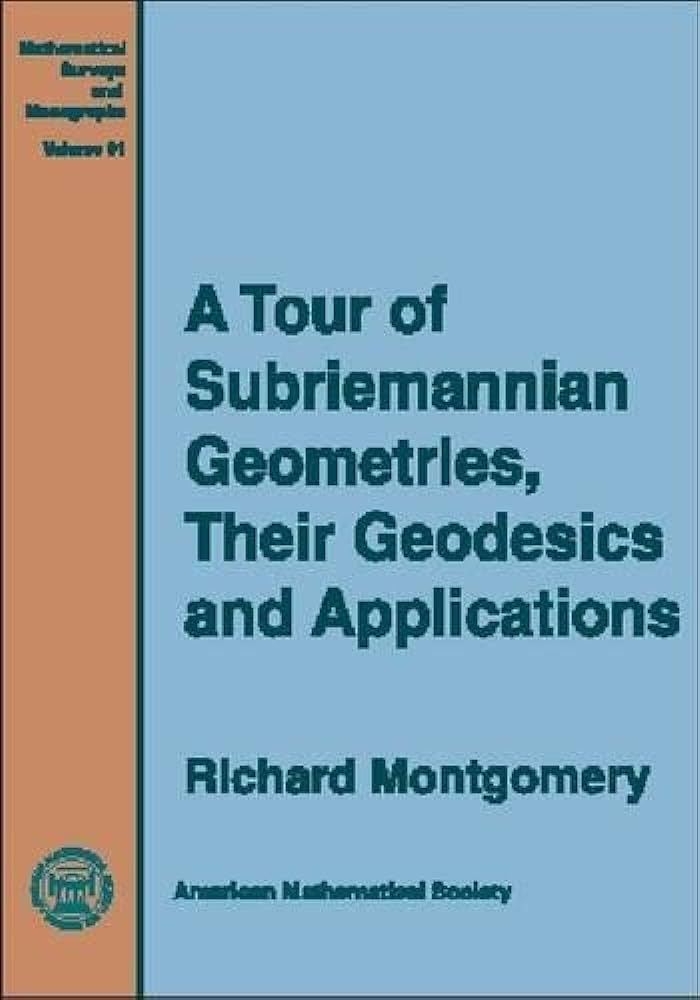 Mathematical
Surveys
and
Monographs
Volume 91
A Tour of
Subriemannian
Geometries,
Their Geodesics
and Applications
Richard Montgomery
American Mathematical Society